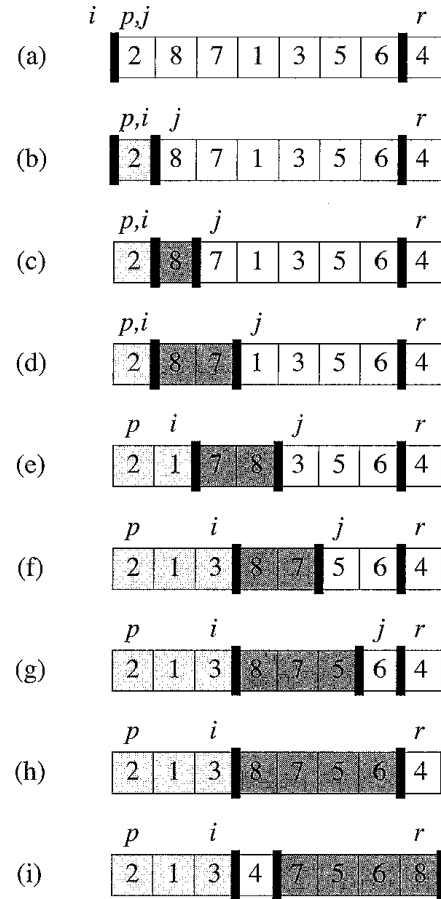 i p,j r
(a) 2 8 7 1 3 5 6 4
p,i j r
(b) 2 8 7 1 3 5 6 4
p,i j r
(c) 2 8 7 1 3 5 6 4
p,i j r
(d) 2 8 7 1 3 5 6 4
p i j r
(e) 2 1 7 8 3 5 6 4
p i j r
(f) 2 1 3 8 7 5 6 4
p i j r
(g) 2 1 3 8 7 5 6 4
p i r
(h) 2 1 3 8 7 5 6 4
p i r
(i) 2 1 3 4 7 5 6 8